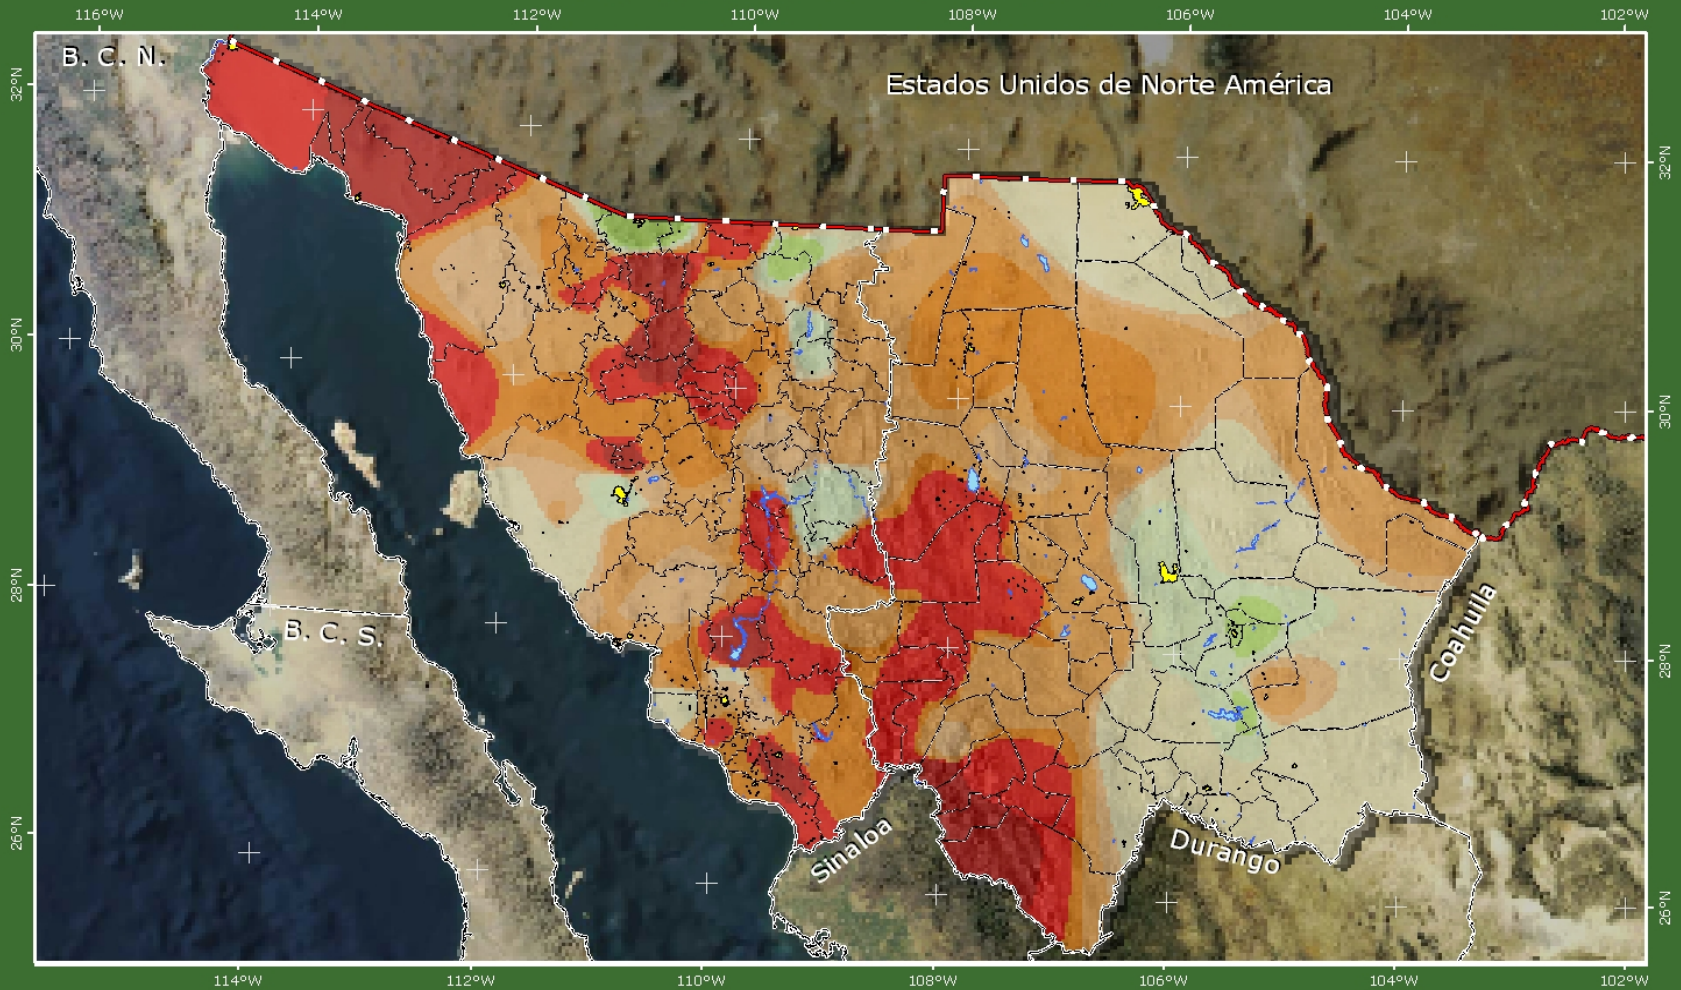 116°W 114°W 112°W 110°W 108°W 106°W 104°W 102°W
B. C. N.
Estados Unidos de Norte América
32°N 32°N
30°N 30°N
28°N 28°N
B. C. S.
Coahuila
Sinaloa
Durango
26°N 26°N
114°W 112°W 110°W 108°W 106°W 104°W 102°W